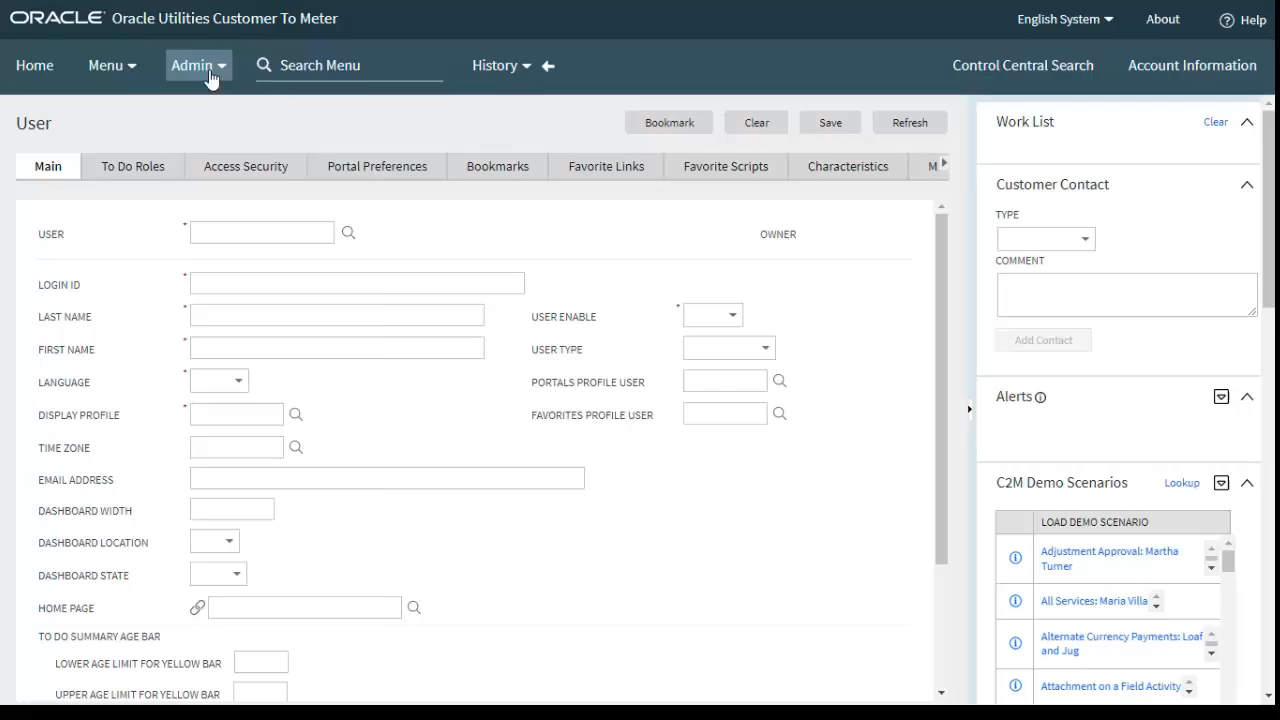 ORACLE Oracle Utilities Customer To Meter English System About Help
Home Menu Admin Search Menu History Control Central Search Account Information
User Bookmark Clear Save Refresh
Main To Do Roles Access Security Portal Preferences Bookmarks Favorite Links Favorite Scripts Characteristics M
USER * OWNER
LOGIN ID *
LAST NAME * USER ENABLE *
FIRST NAME * USER TYPE
LANGUAGE * PORTALS PROFILE USER
DISPLAY PROFILE * FAVORITES PROFILE USER
TIME ZONE
EMAIL ADDRESS
DASHBOARD WIDTH
DASHBOARD LOCATION
DASHBOARD STATE
HOME PAGE
TO DO SUMMARY AGE BAR
LOWER AGE LIMIT FOR YELLOW BAR
UPPER AGE LIMIT FOR YELLOW BAR
Work List Clear
Customer Contact
TYPE
COMMENT
Add Contact
Alerts
C2M Demo Scenarios Lookup
LOAD DEMO SCENARIO
Adjustment Approval: Martha
Turner
All Services: Maria Villa
Alternate Currency Payments: Loaf
and Jug
Attachment on a Field Activity